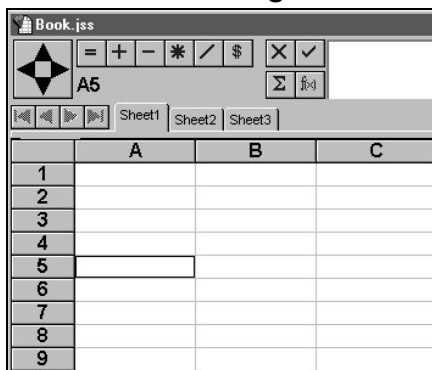 Book.jss
= + - * / $ X ✓
A5 Σ f(x)
Sheet1 Sheet2 Sheet3
A B C
1
2
3
4
5
6
7
8
9